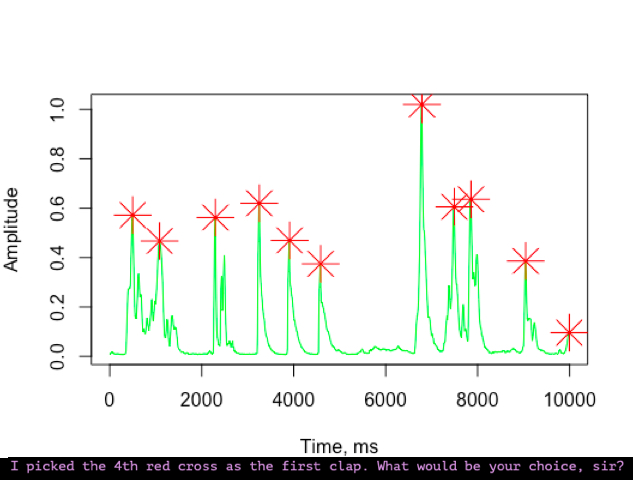 Amplitude
1.0
0.8
0.6
0.4
0.2
0.0
0 2000 4000 6000 8000 10000
Time, ms
I picked the 4th red cross as the first clap. What would be your choice, sir?